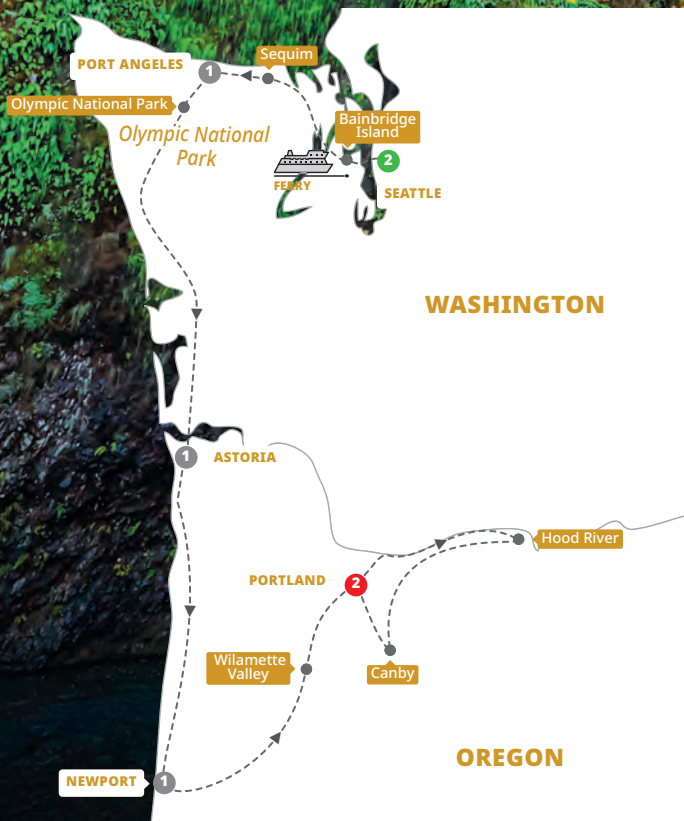 Sequim
PORT ANGELES
1
Olympic National Park
Olympic National
Park
Bainbridge
Island
2
FERRY
SEATTLE
WASHINGTON
1
ASTORIA
Hood River
PORTLAND
2
Wilamette
Valley
Canby
OREGON
NEWPORT
1